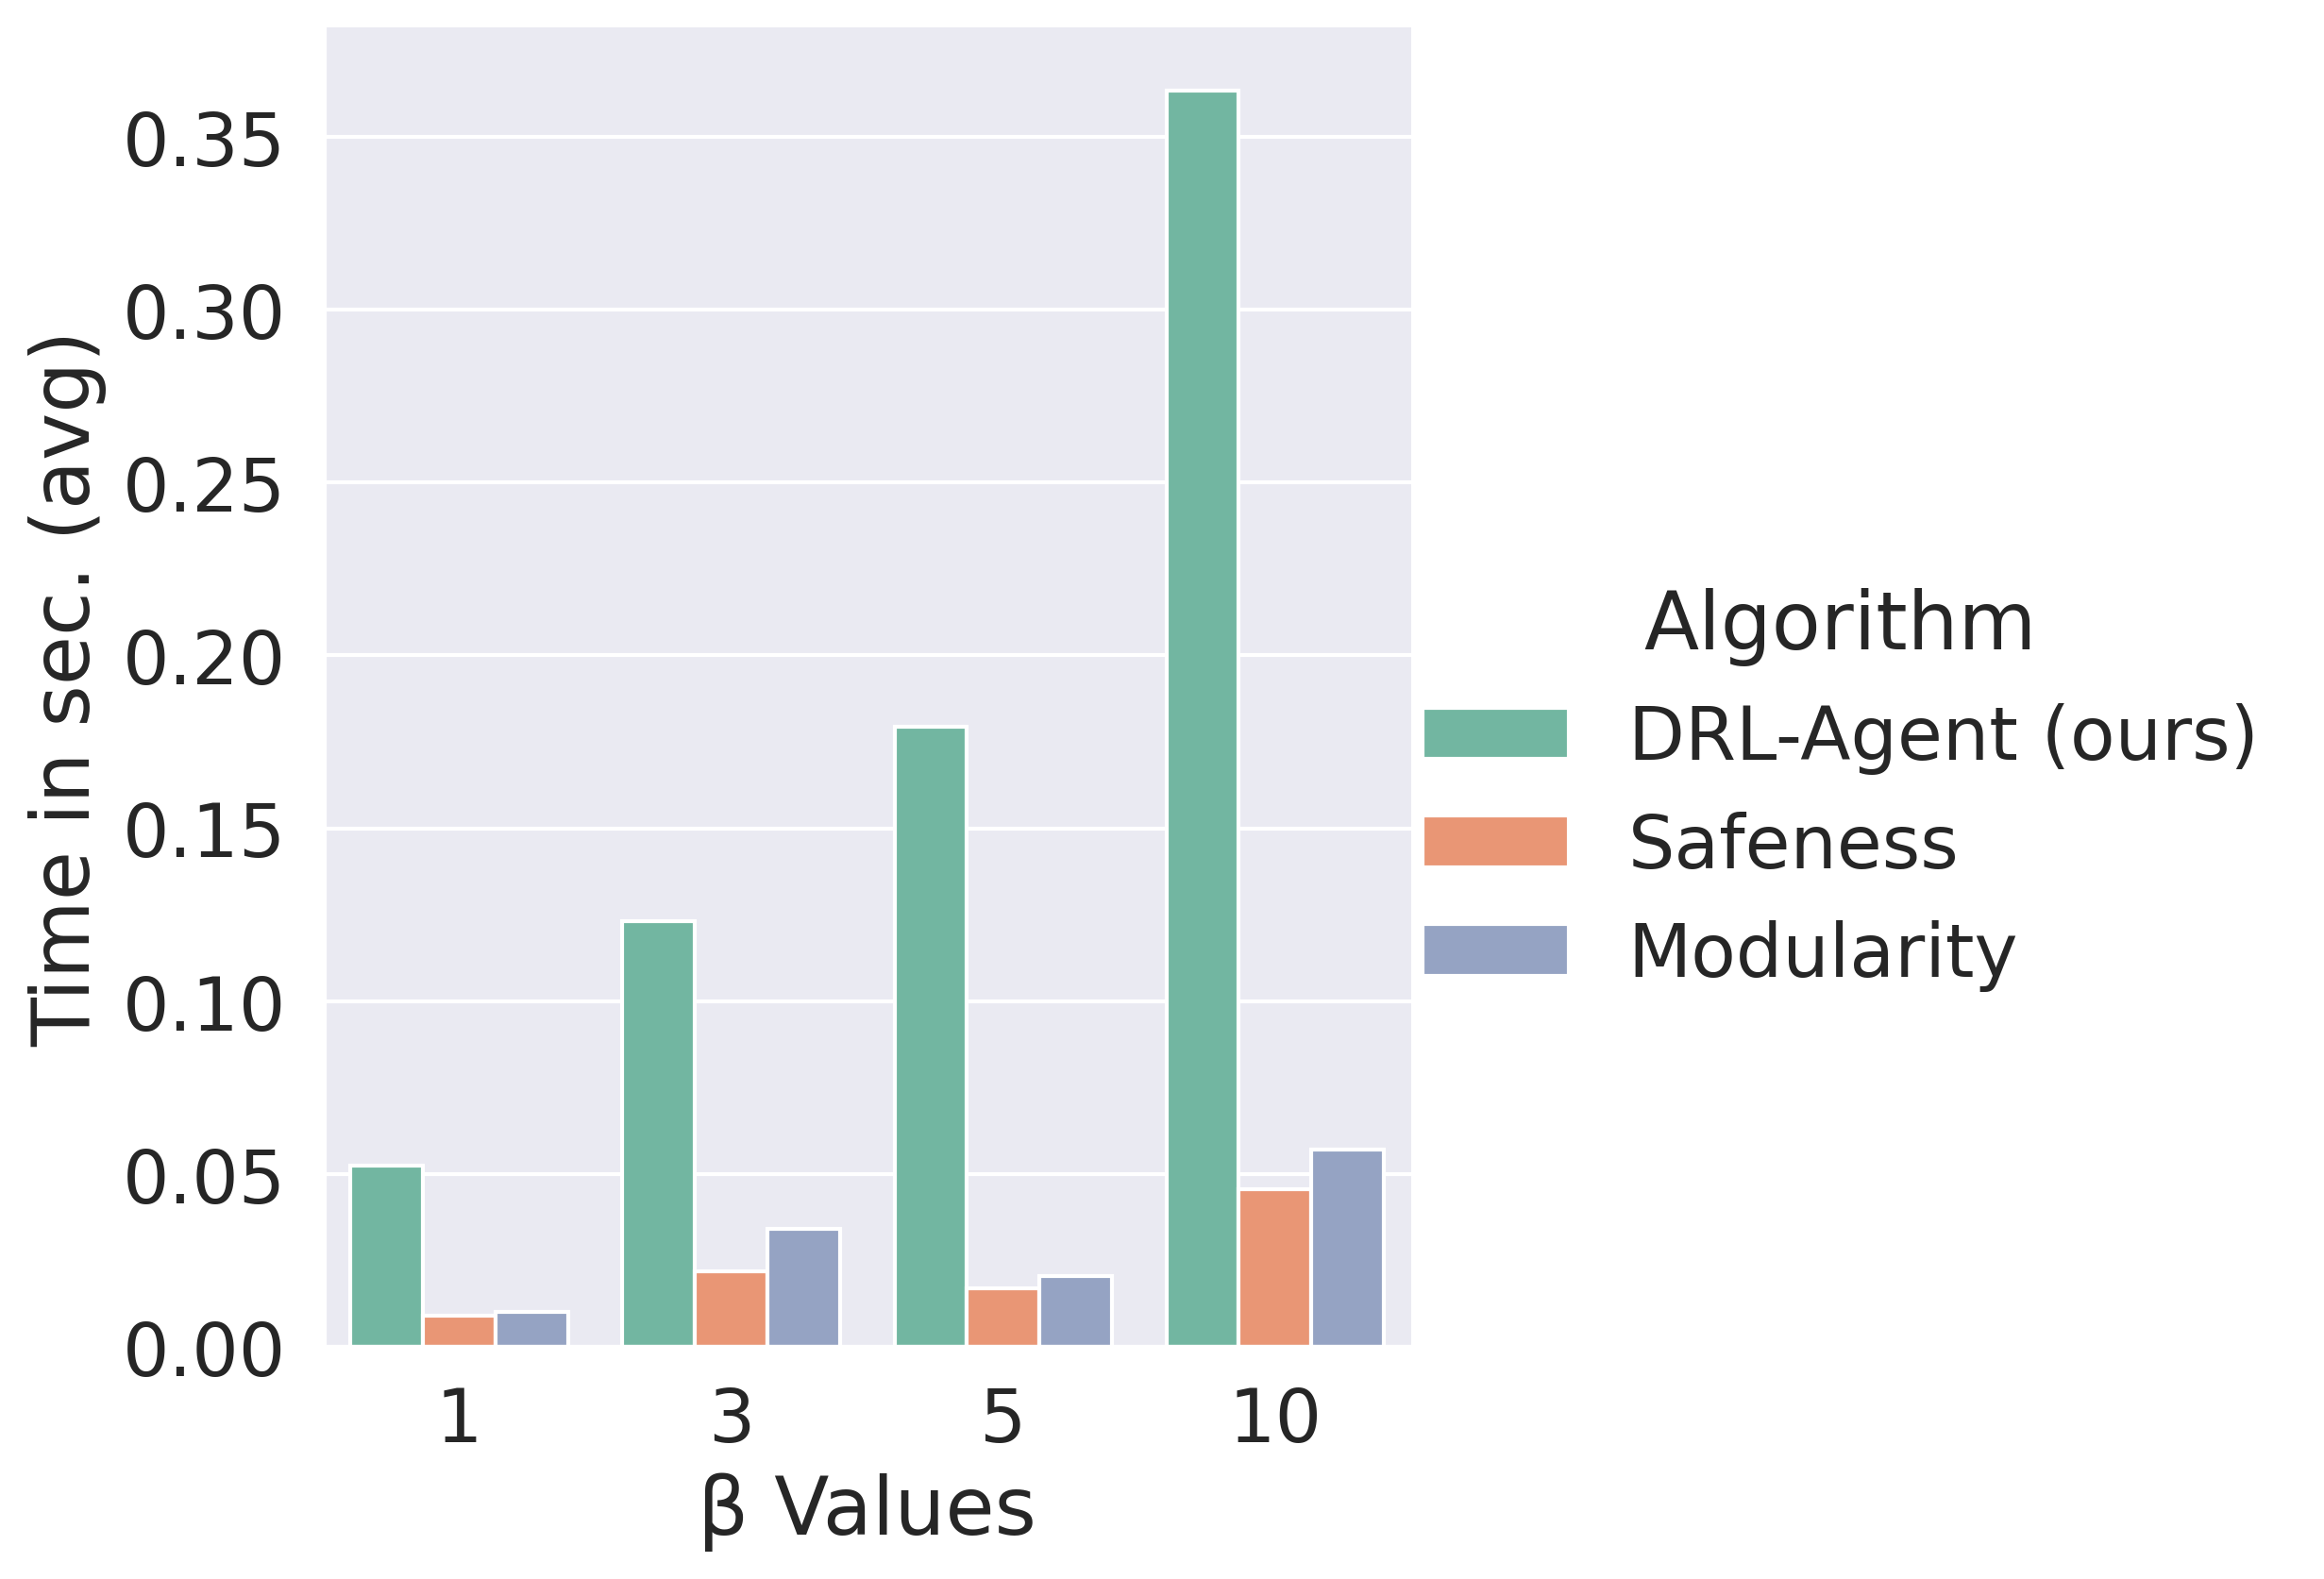 Time in sec. (avg)
0.35
0.30
0.25
0.20
0.15
0.10
0.05
0.00
1 3 5 10
β Values
Algorithm
DRL-Agent (ours)
Safeness
Modularity